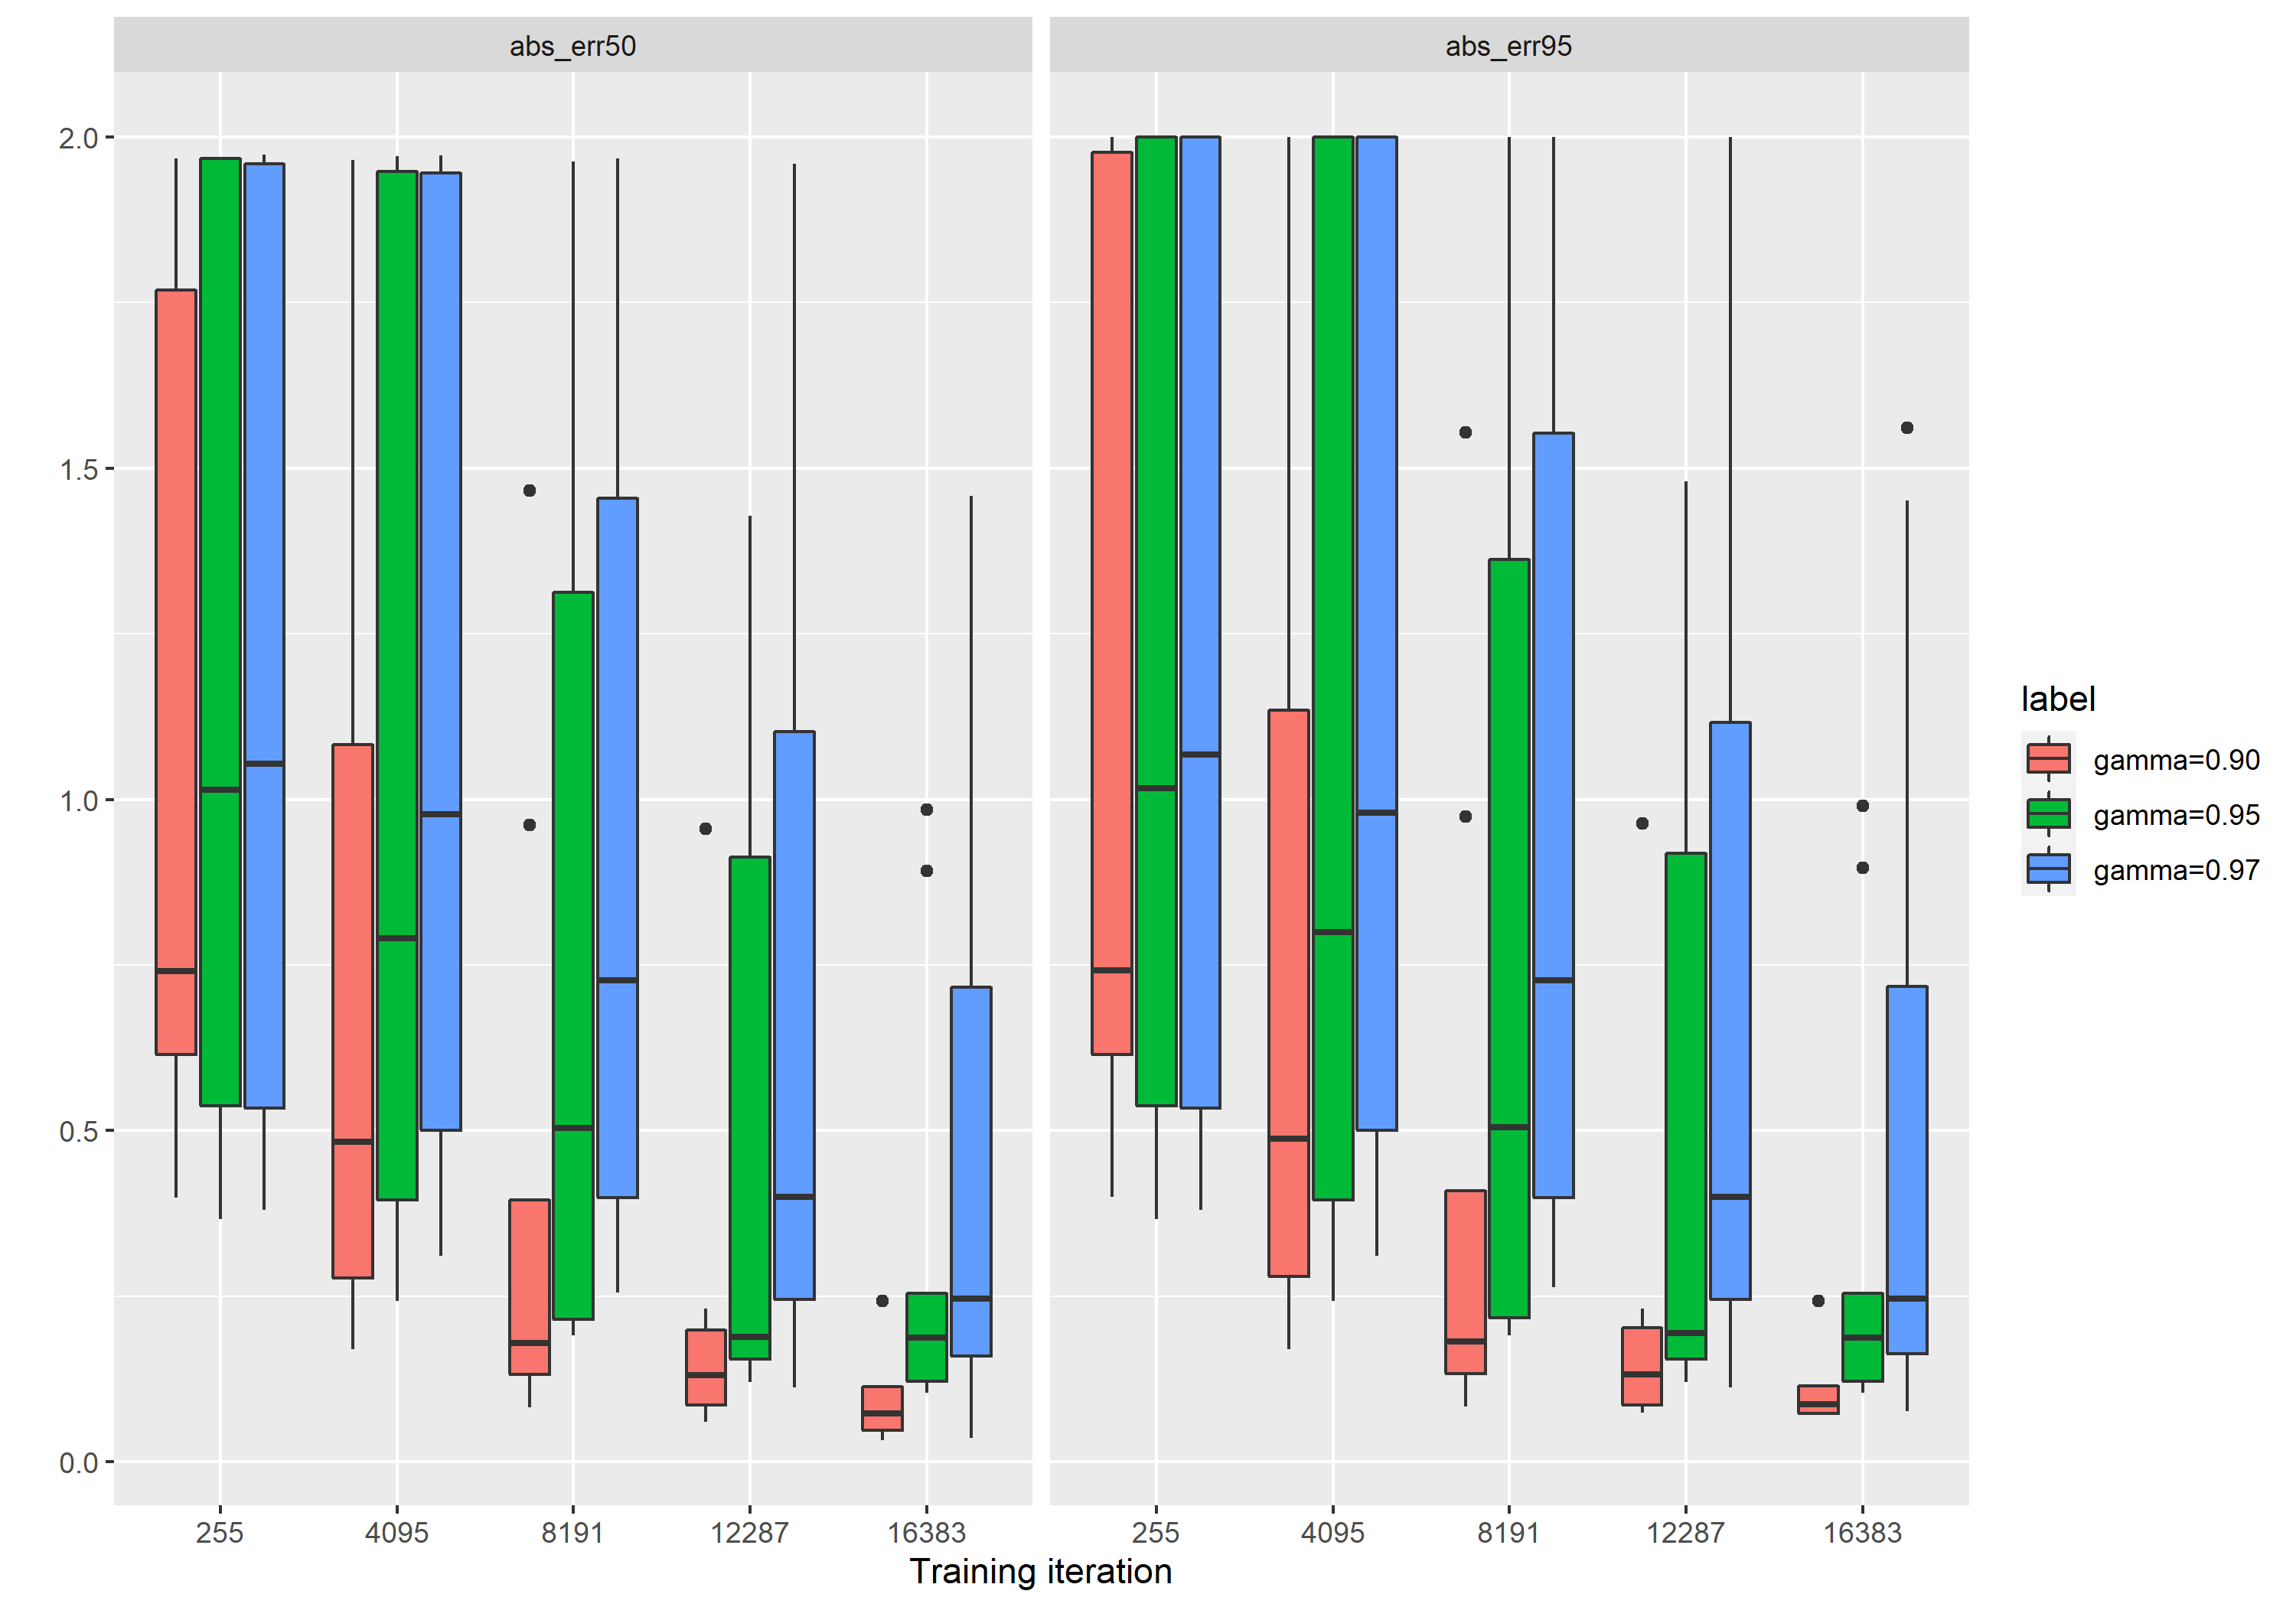 abs_err50 abs_err95
2.0
1.5
1.0
0.5
0.0
255 4095 8191 12287 16383 255 4095 8191 12287 16383
Training iteration
label
gamma=0.90
gamma=0.95
gamma=0.97